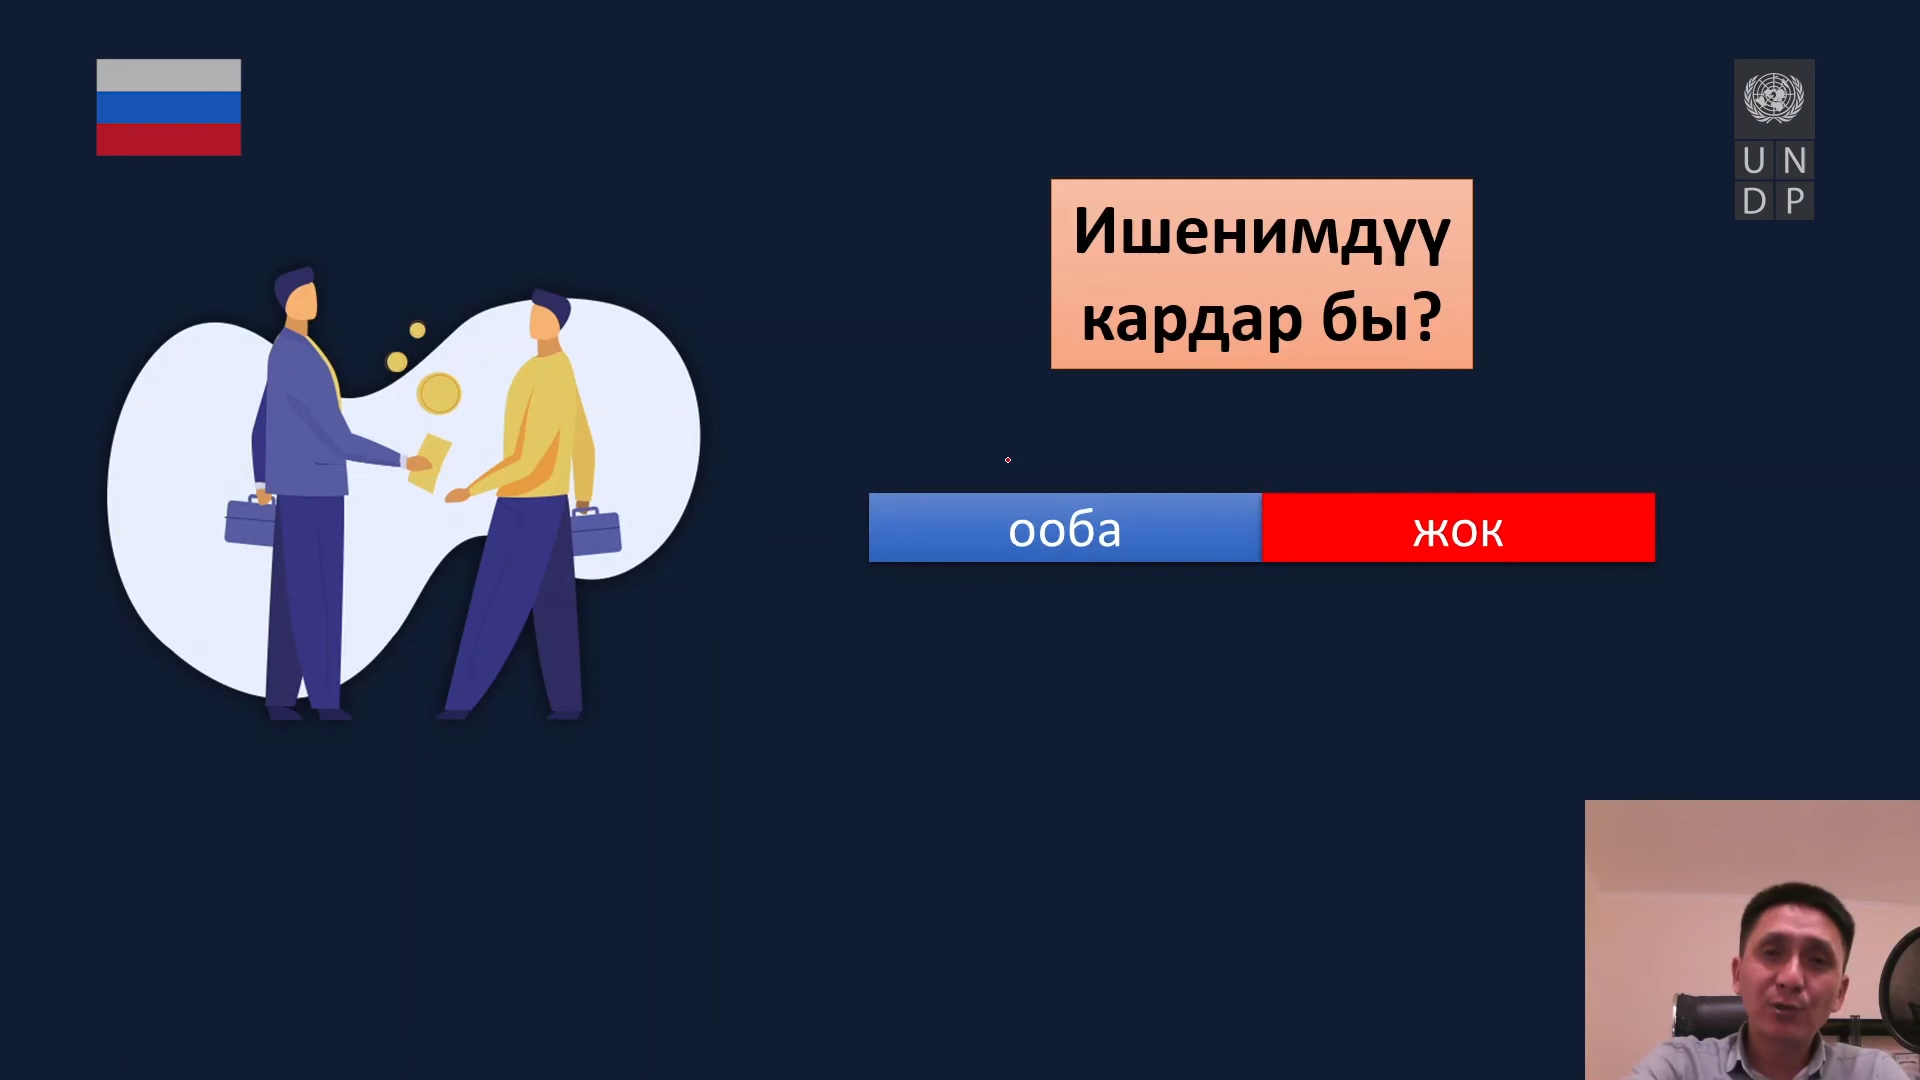 U N
D P
Ишенимдүү
кардар бы?
ооба
жок